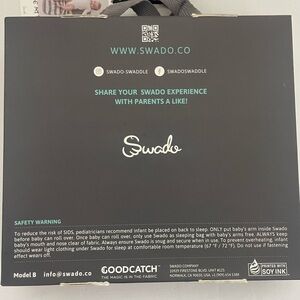 WWW.SWADO.CO
SWADO-SWADDLE
SWADOSWADDLE
SHARE YOUR SWADO EXPERIENCE
WITH PARENTS A LIKE!
Swado
SAFETY WARNING
To reduce the risk of SIDS, pediatricians recommend infant be placed on back to sleep. ONLY put baby's arm inside Swado
before baby can roll over. Once baby can roll over, only use Swado as sleeping bag with baby's arms free. ALWAYS keep
baby's mouth and nose clear of fabric. Always ensure Swado is snug and secure when in use. To prevent overheating, infant
should wear light clothing under Swado for sleep at comfortable room temperature (67 °F / 72 °F). Do not use if fastening
effect wears off.
Model B
info@swado.co
GOODCATCH
THE MAGIC IS IN THE FABRIC
SWADO COMPANY
PRINTED WITH
SOY INK